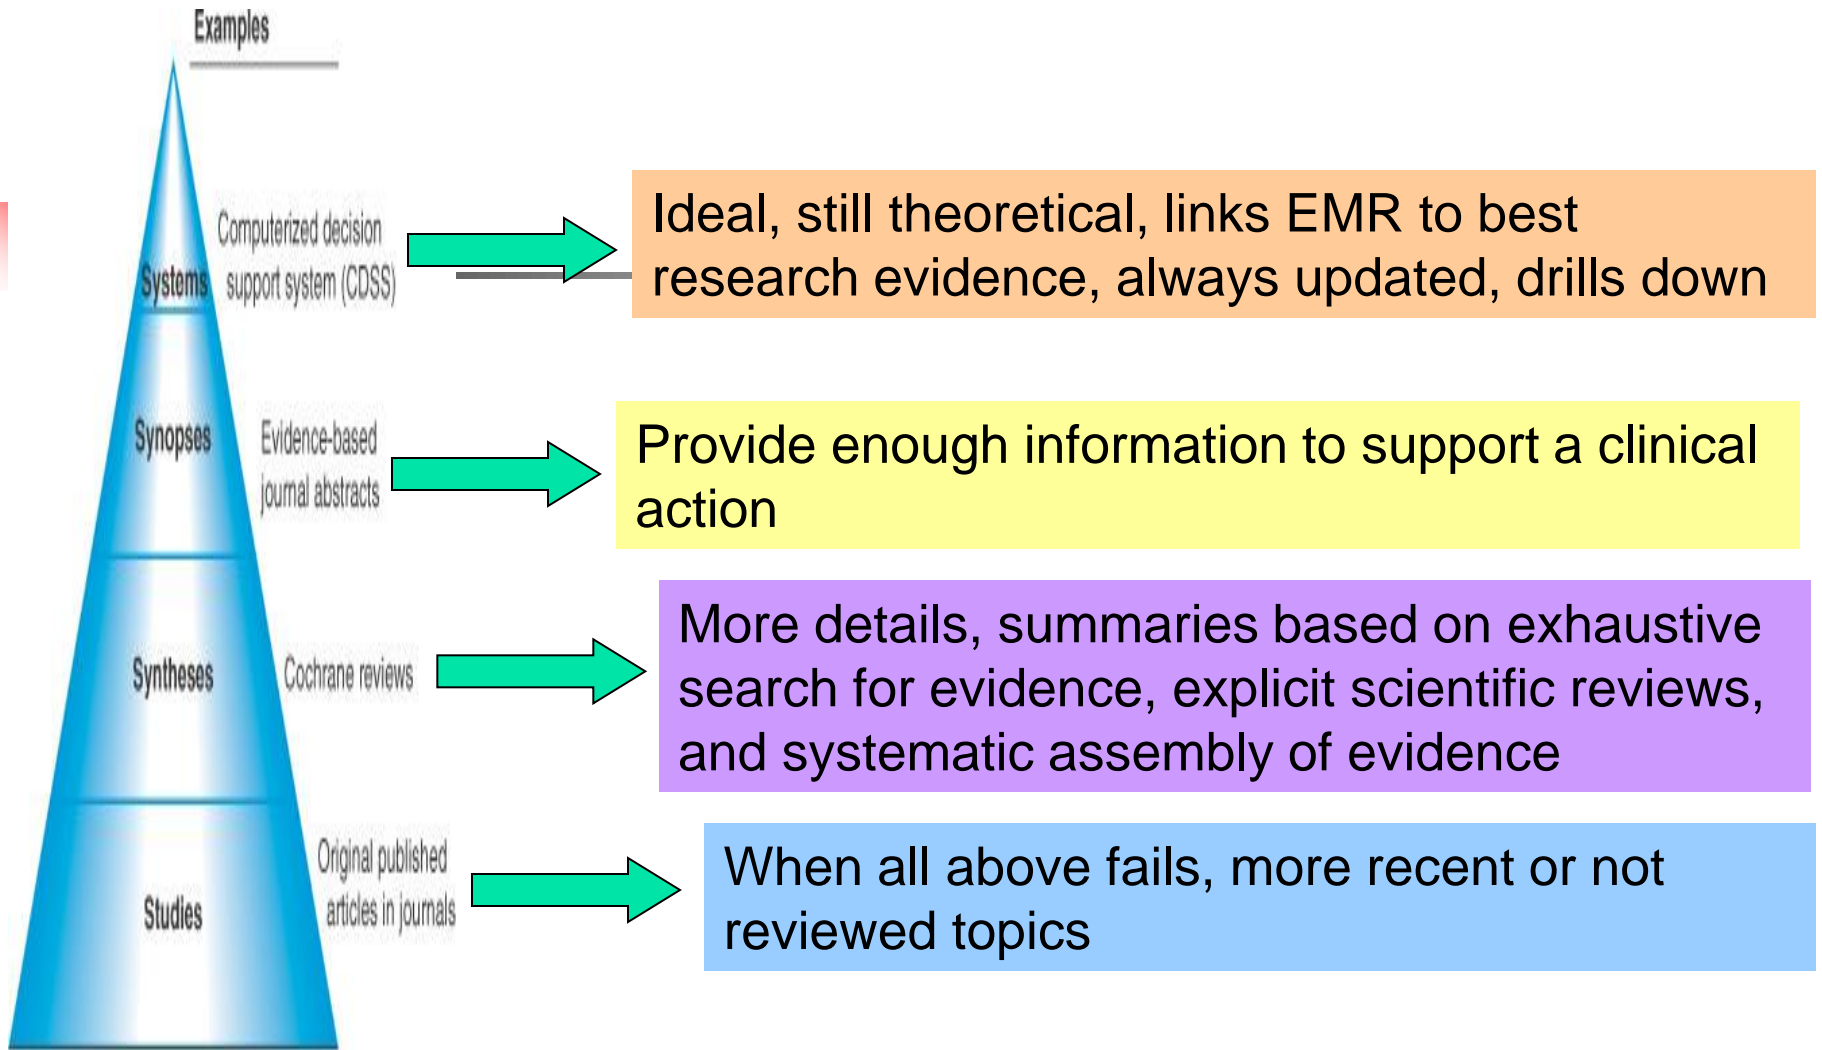 Examples
Computerized decision
support system (CDSS)
Systems
Ideal, still theoretical, links EMR to best
research evidence, always updated, drills down
Synopses
Evidence-based
journal abstracts
Provide enough information to support a clinical
action
Syntheses
Cochrane reviews
More details, summaries based on exhaustive
search for evidence, explicit scientific reviews,
and systematic assembly of evidence
Studies
Original published
articles in journals
When all above fails, more recent or not
reviewed topics